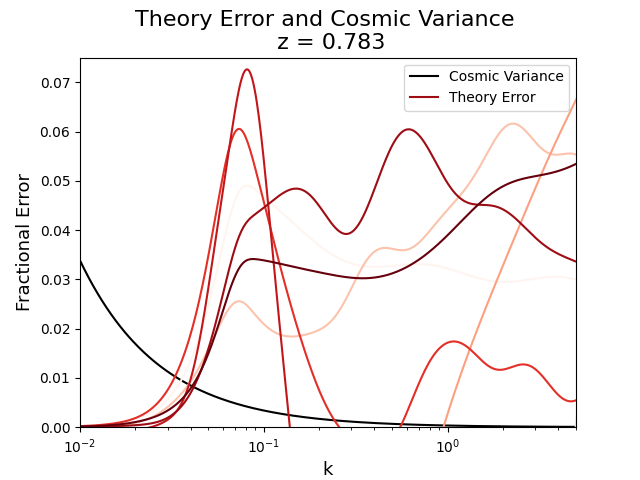 Theory Error and Cosmic Variance
z = 0.783
Cosmic Variance
Theory Error
Fractional Error
0.07
0.06
0.05
0.04
0.03
0.02
0.01
0.00
10⁻² 10⁻¹ 10⁰
k